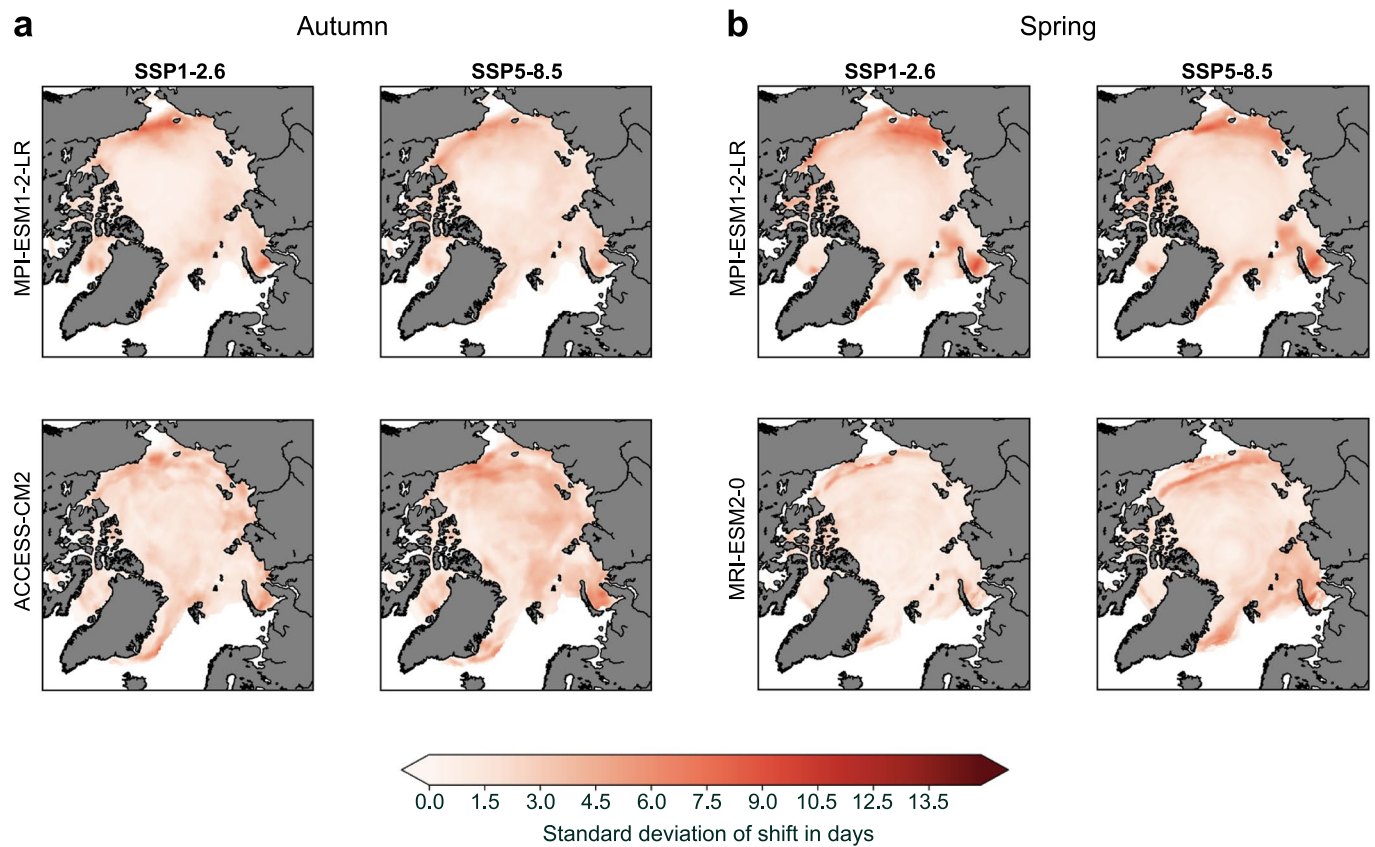 a
Autumn
b
Spring
SSP1-2.6
SSP5-8.5
SSP1-2.6
SSP5-8.5
MPI-ESM1-2-LR
MPI-ESM1-2-LR
ACCESS-CM2
MRI-ESM2-0
0.0 1.5 3.0 4.5 6.0 7.5 9.0 10.5 12.5 13.5
Standard deviation of shift in days